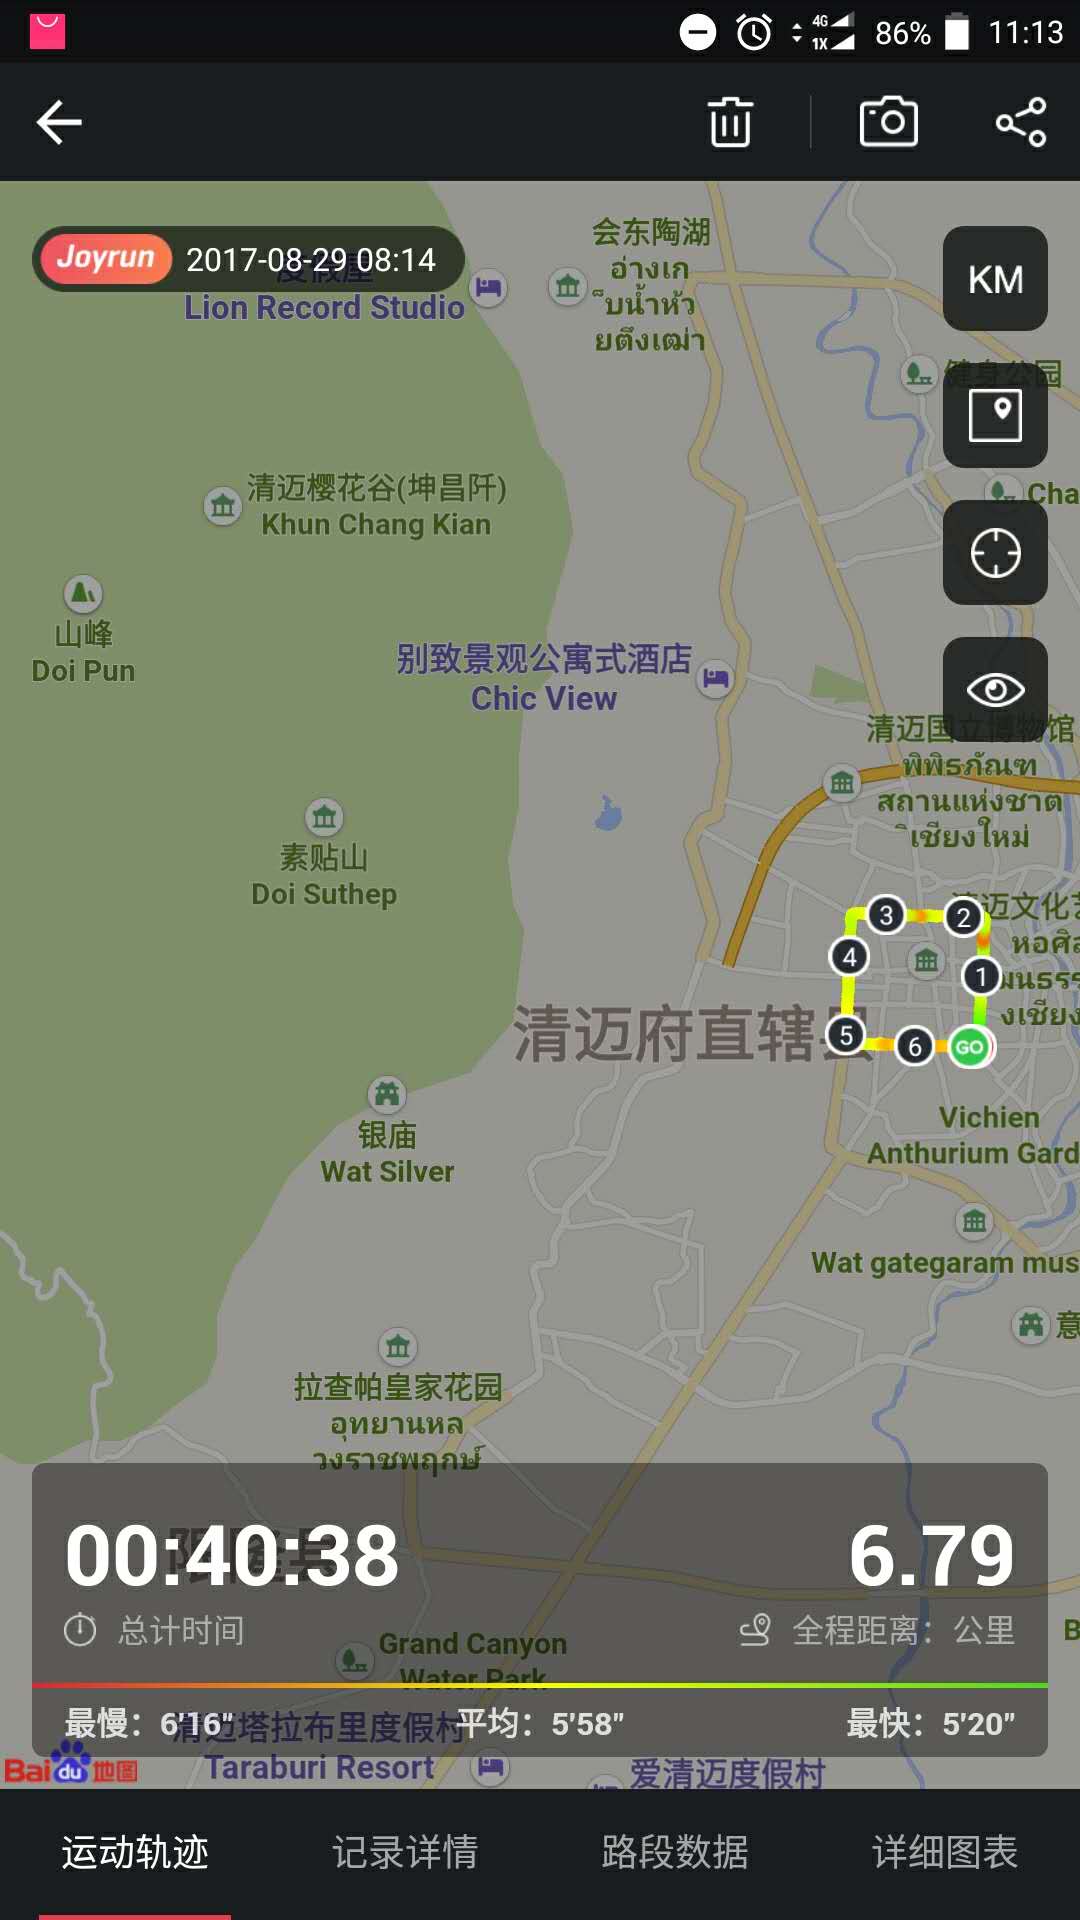 4G
1X
86%
11:13
Joyrun 2017-08-29 08:14
Lion Record Studio
会东陶湖
อ่างเก
็บน้ำห้ว
ยตึงเฒ่า
KM
健身公园
清迈樱花谷(坤昌阡)
Khun Chang Kian
Cha
山峰
Doi Pun
别致景观公寓式酒店
Chic View
清迈国立博物馆
พิพิธภัณฑ
สถานแห่งชาต
ิเชียงใหม่
素贴山
Doi Suthep
迈文化艺
หอศิล
งเชียง
3
2
4
1
5
6
GO
清迈府直辖县
Vichien
Anthurium Gard
银庙
Wat Silver
Wat gategaram mus
意
拉查帕皇家花园
อุทยานหล
วงราชพฤกษ์
00:40:38
6.79
总计时间
全程距离：公里
Grand Canyon
Water Park
B
最慢：6'16"
平均：5'58"
最快：5'20"
清迈塔拉布里度假村
Taraburi Resort
爱清迈度假村
Bai du 地图
运动轨迹
记录详情
路段数据
详细图表